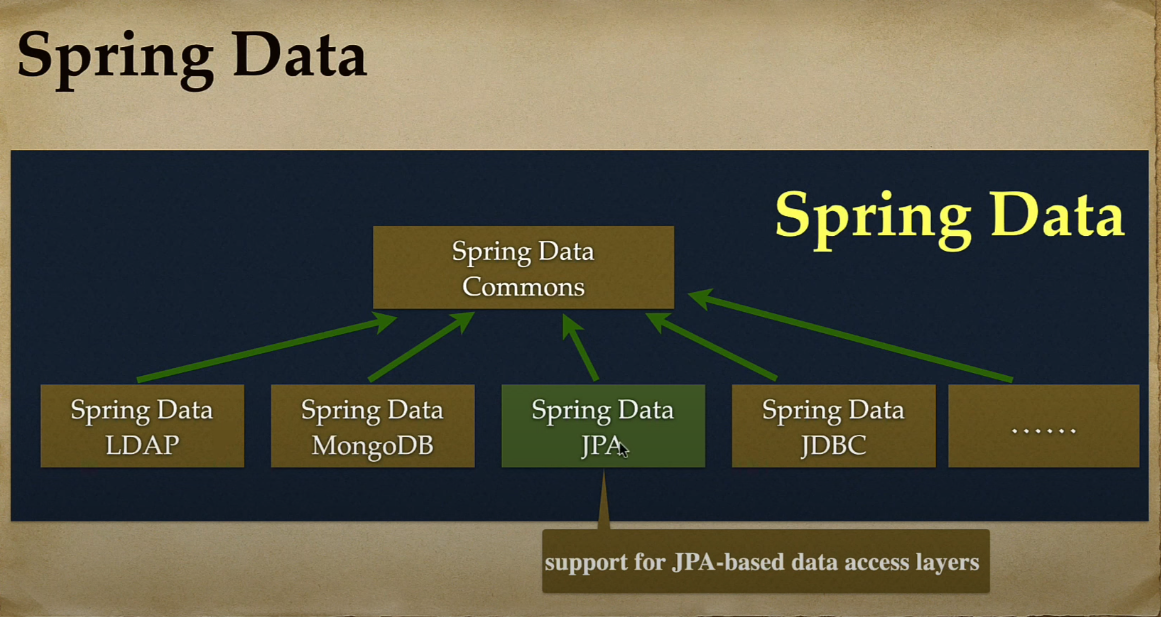 Spring Data
Spring Data
Spring Data
Commons
Spring Data
LDAP
Spring Data
MongoDB
Spring Data
JPA
Spring Data
JDBC
......
support for JPA-based data access layers